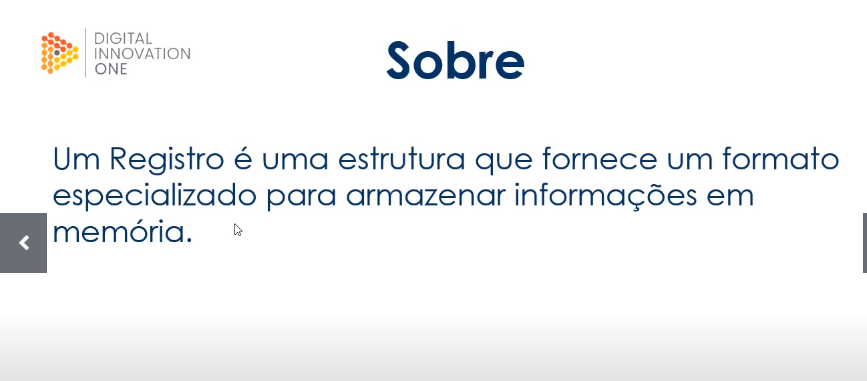 DIGITAL
INNOVATION
ONE
Sobre
Um Registro é uma estrutura que fornece um formato
especializado para armazenar informações em
memória.